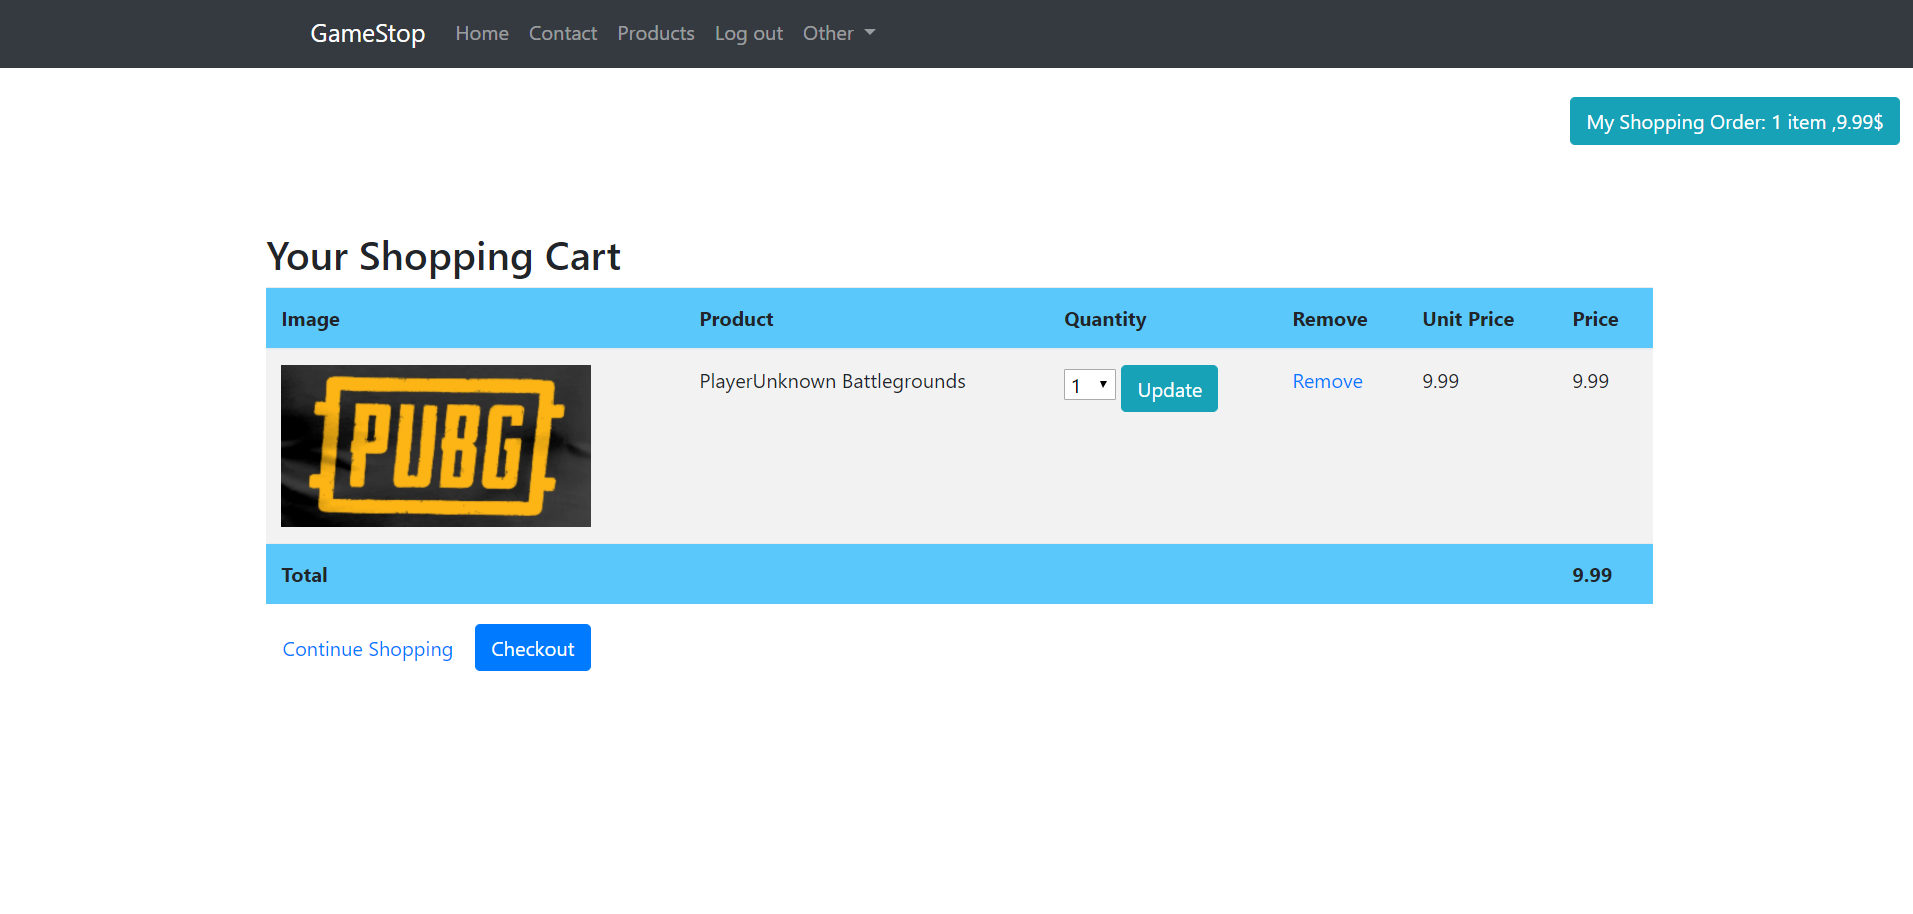 GameStop Home Contact Products Log out Other
My Shopping Order: 1 item ,9.99$
Your Shopping Cart
Image Product Quantity Remove Unit Price Price
PUBG PlayerUnknown Battlegrounds 1 Update Remove 9.99 9.99
Total 9.99
Continue Shopping Checkout